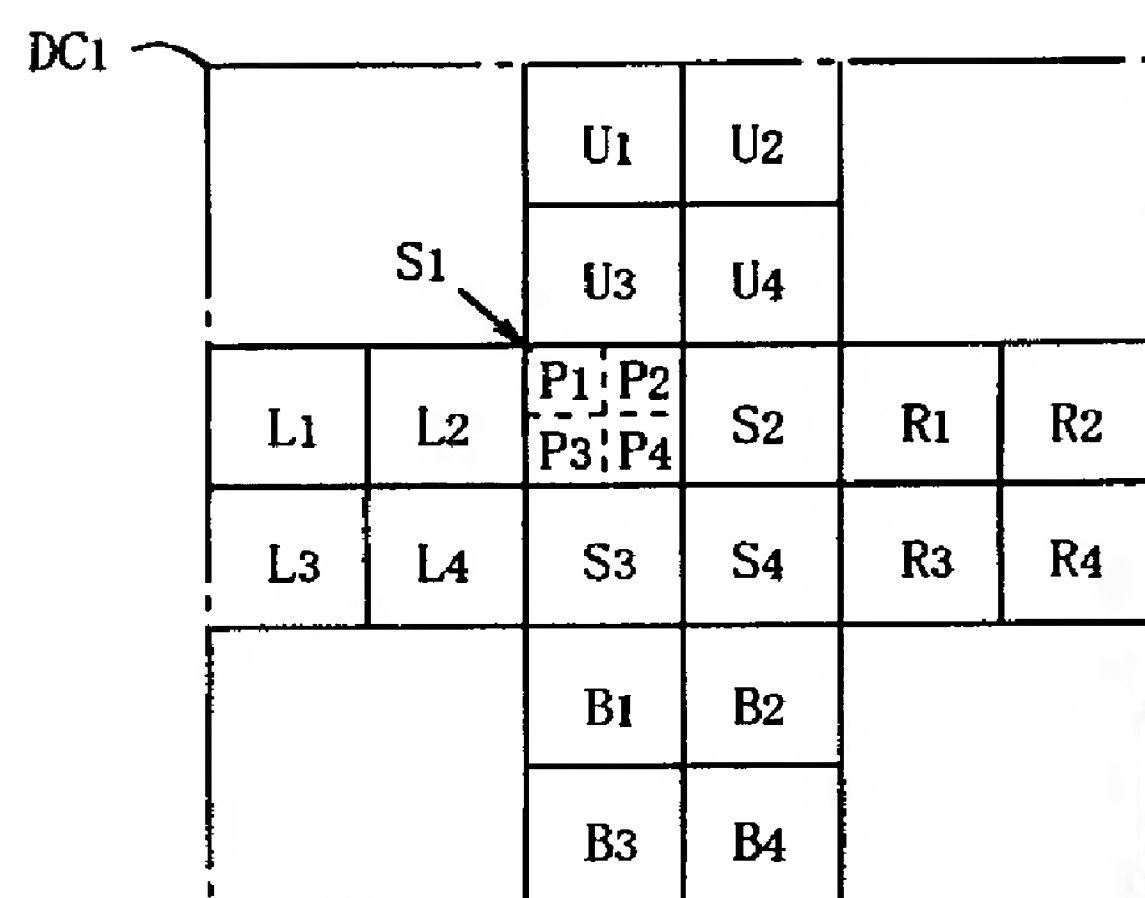 DC1
U1 U2
S1 U3 U4
P1 P2
L1 L2 S2 R1 R2
P3 P4
L3 L4 S3 S4 R3 R4
B1 B2
B3 B4